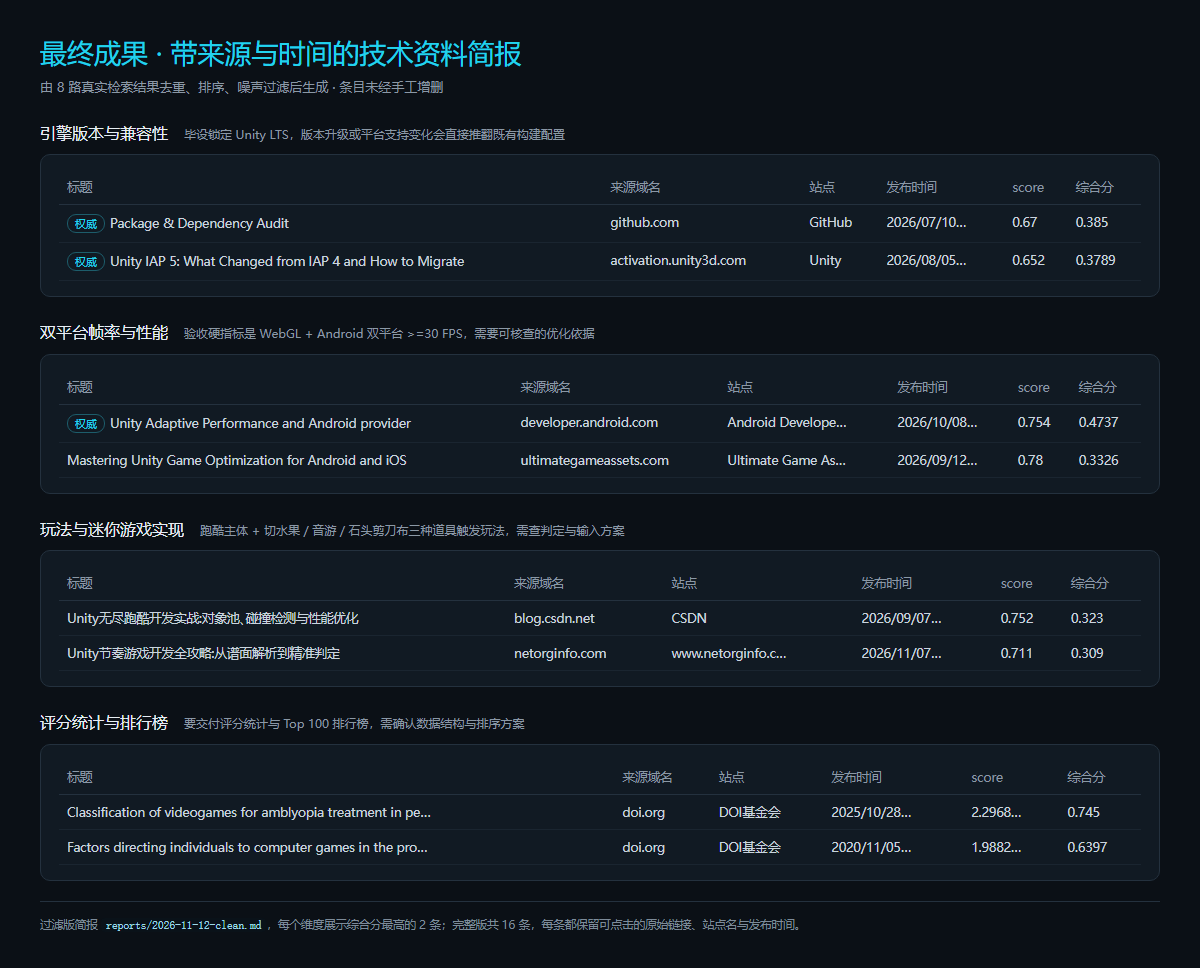 最终成果 · 带来源与时间的技术资料简报
由 8 路真实检索结果去重、排序、噪声过滤后生成 · 条目未经手工增删
引擎版本与兼容性 毕设锁定 Unity LTS，版本升级或平台支持变化会直接推翻既有构建配置
标题 来源域名 站点 发布时间 score 综合分
权威 Package & Dependency Audit github.com GitHub 2026/07/10... 0.67 0.385
权威 Unity IAP 5: What Changed from IAP 4 and How to Migrate activation.unity3d.com Unity 2026/08/05... 0.652 0.3789
双平台帧率与性能 验收硬指标是 WebGL + Android 双平台 >=30 FPS，需要可核查的优化依据
标题 来源域名 站点 发布时间 score 综合分
权威 Unity Adaptive Performance and Android provider developer.android.com Android Develope... 2026/10/08... 0.754 0.4737
Mastering Unity Game Optimization for Android and iOS ultimategameassets.com Ultimate Game As... 2026/09/12... 0.78 0.3326
玩法与迷你游戏实现 跑酷主体 + 切水果 / 音游 / 石头剪刀布三种道具触发玩法，需查判定与输入方案
标题 来源域名 站点 发布时间 score 综合分
Unity无尽跑酷开发实战:对象池、碰撞检测与性能优化 blog.csdn.net CSDN 2026/09/07... 0.752 0.323
Unity节奏游戏开发全攻略:从谱面解析到精准判定 netorginfo.com www.netorginfo.c... 2026/11/07... 0.711 0.309
评分统计与排行榜 要交付评分统计与 Top 100 排行榜，需确认数据结构与排序方案
标题 来源域名 站点 发布时间 score 综合分
Classification of videogames for amblyopia treatment in pe... doi.org DOI基金会 2025/10/28... 2.2968... 0.745
Factors directing individuals to computer games in the pro... doi.org DOI基金会 2020/11/05... 1.9882... 0.6397
过滤版简报 reports/2026-11-12-clean.md ，每个维度展示综合分最高的 2 条；完整版共 16 条，每条都保留可点击的原始链接、站点名与发布时间。